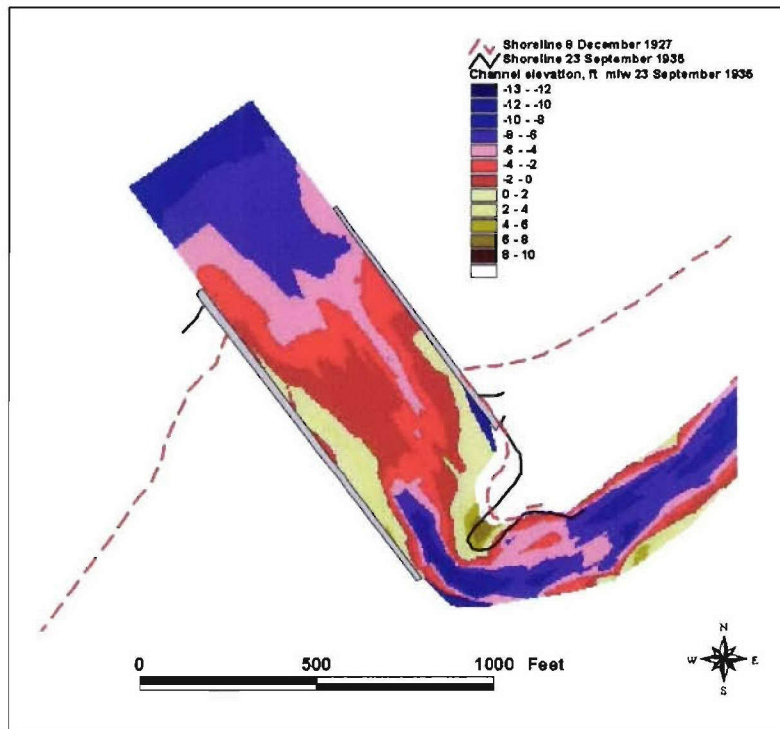 Shoreline 8 December 1927
Shoreline 23 September 1935
Channel elevation, ft mlw 23 September 1935
-13 - -12
-12 - -10
-10 - -8
-8 - -6
-6 - -4
-4 - -2
-2 - 0
0 - 2
2 - 4
4 - 6
6 - 8
8 - 10
N
W E
S
0 500 1000 Feet